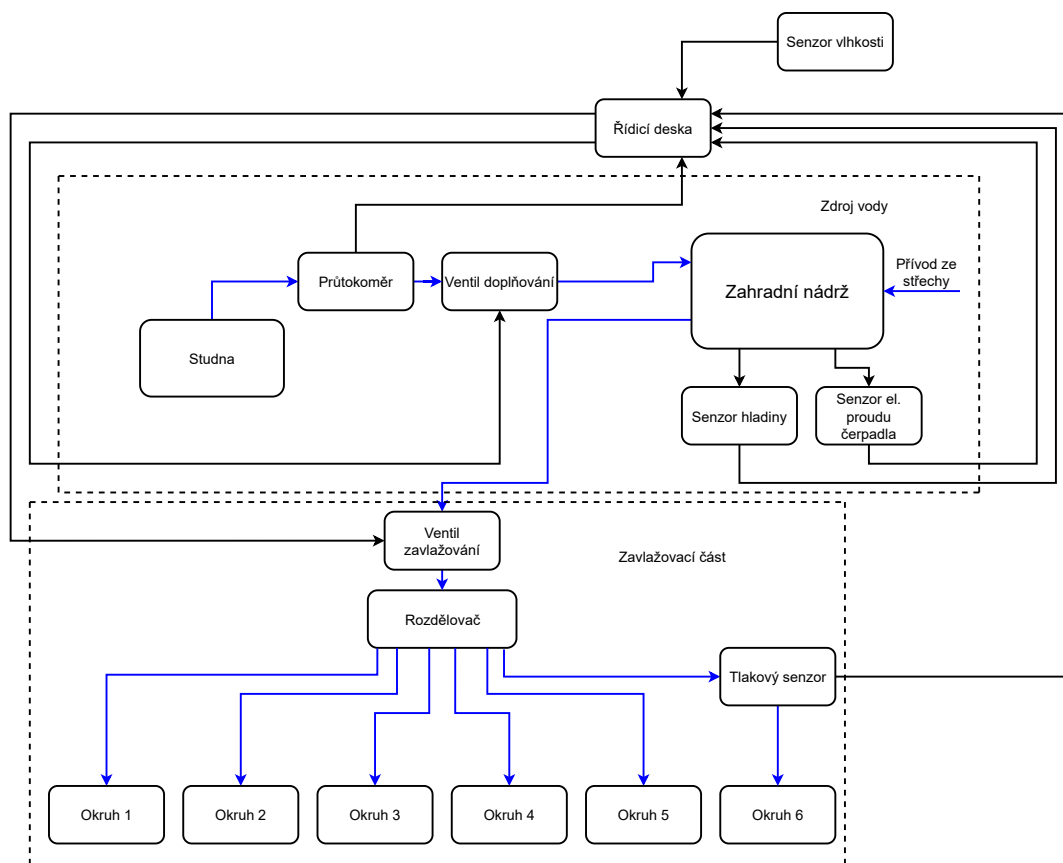 Senzor vlhkosti
Řídicí deska
Zdroj vody
Průtokoměr
Ventil doplňování
Zahradní nádrž
Přívod ze
střechy
Studna
Senzor hladiny
Senzor el.
proudu
čerpadla
Ventil
zavlažování
Zavlažovací část
Rozdělovač
Tlakový senzor
Okruh 1
Okruh 2
Okruh 3
Okruh 4
Okruh 5
Okruh 6